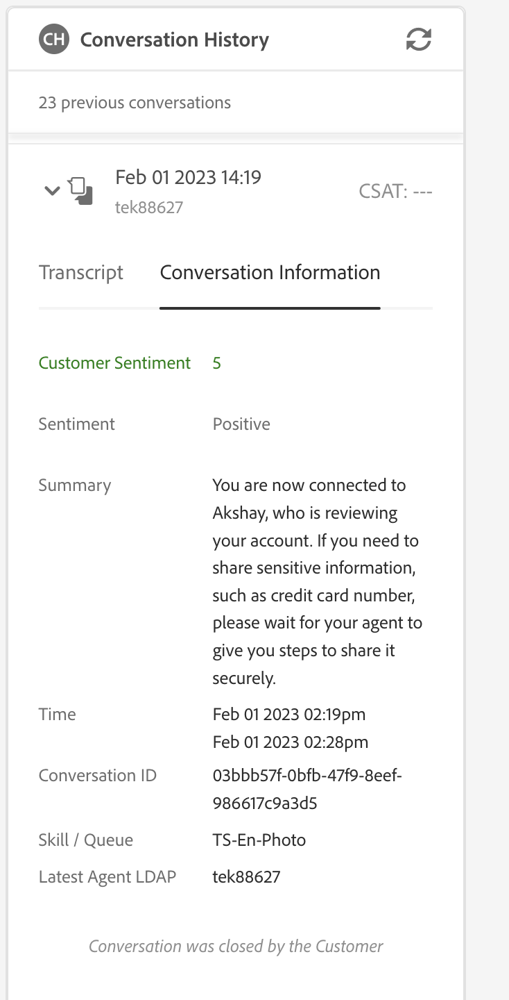 CH Conversation History
23 previous conversations
Feb 01 2023 14:19
tek88627
CSAT: ---
Transcript Conversation Information
Customer Sentiment 5
Sentiment Positive
Summary You are now connected to
Akshay, who is reviewing
your account. If you need to
share sensitive information,
such as credit card number,
please wait for your agent to
give you steps to share it
securely.
Time Feb 01 2023 02:19pm
Feb 01 2023 02:28pm
Conversation ID 03bbb57f-0bfb-47f9-8eef-
986617c9a3d5
Skill / Queue TS-En-Photo
Latest Agent LDAP tek88627
Conversation was closed by the Customer